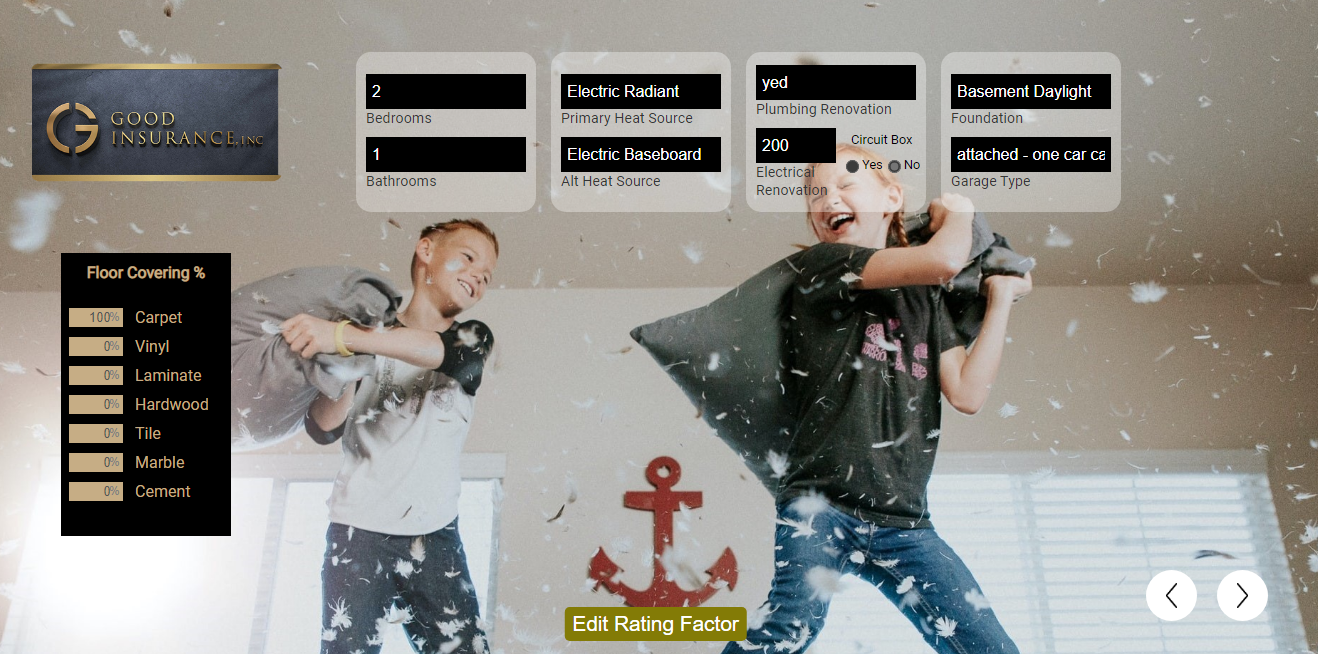 GOOD
INSURANCE, INC
2
Bedrooms
1
Bathrooms
Electric Radiant
Primary Heat Source
Electric Baseboard
Alt Heat Source
yed
Plumbing Renovation
200
Circuit Box
Yes No
Electrical
Renovation
Basement Daylight
Foundation
attached - one car ca
Garage Type
Floor Covering %
100% Carpet
0% Vinyl
0% Laminate
0% Hardwood
0% Tile
0% Marble
0% Cement
Edit Rating Factor